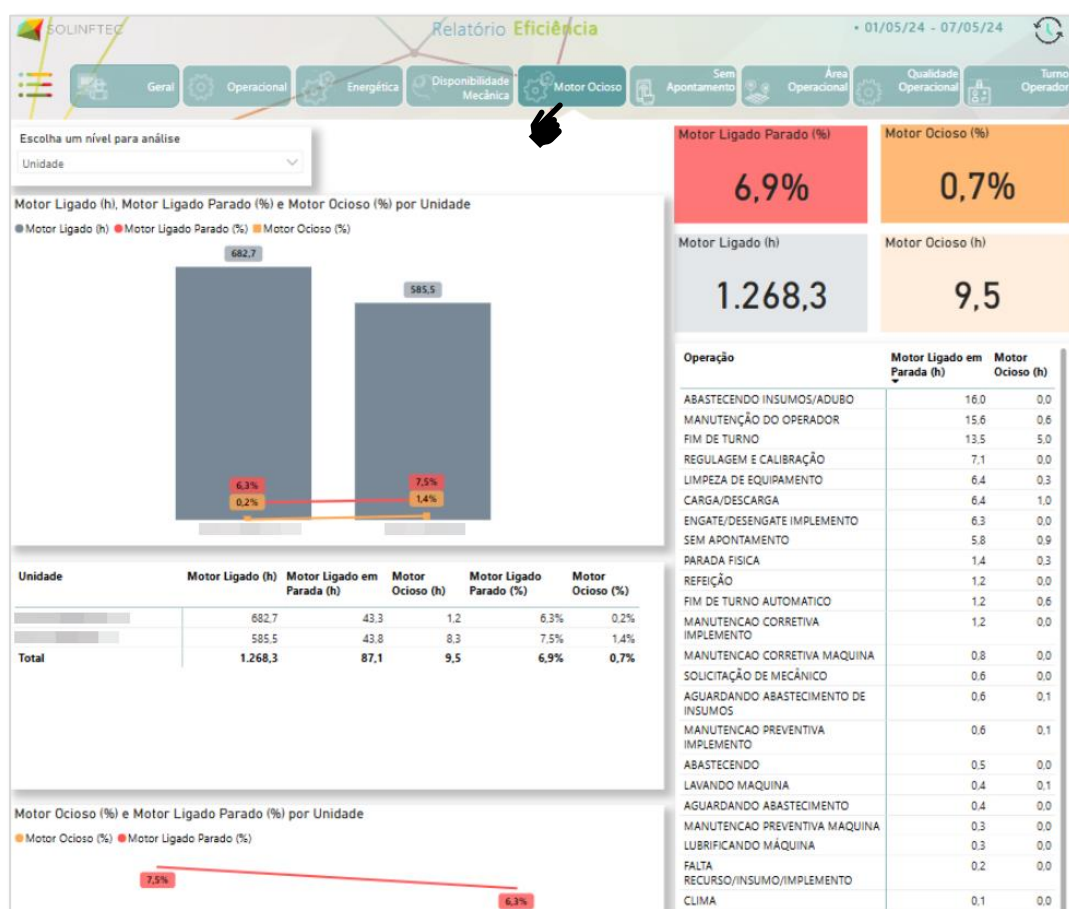 SOLINFTEC
Relatório Eficiência
• 01/05/24 - 07/05/24
Geral
Operacional
Energética
Disponibilidade
Mecânica
Motor Ocioso
Sem
Apontamento
Área
Operacional
Qualidade
Operacional
Turno
Operador
Escolha um nível para análise
Unidade
Motor Ligado Parado (%)
6,9%
Motor Ocioso (%)
0,7%
Motor Ligado (h)
1.268,3
Motor Ocioso (h)
9,5
Motor Ligado (h), Motor Ligado Parado (%) e Motor Ocioso (%) por Unidade
Motor Ligado (h) Motor Ligado Parado (%) Motor Ocioso (%)
682,7
585,5
6,3%
7,5%
0,2%
1,4%
Unidade Motor Ligado (h) Motor Ligado em Parada (h) Motor Ocioso (h) Motor Ligado Parado (%) Motor Ocioso (%)
682,7 43,3 1,2 6,3% 0,2%
585,5 43,8 8,3 7,5% 1,4%
Total 1.268,3 87,1 9,5 6,9% 0,7%
Motor Ocioso (%) e Motor Ligado Parado (%) por Unidade
Motor Ocioso (%) Motor Ligado Parado (%)
7,5%
6,3%
Operação Motor Ligado em Parada (h) Motor Ocioso (h)
ABASTECENDO INSUMOS/ADUBO 16,0 0,0
MANUTENÇÃO DO OPERADOR 15,6 0,6
FIM DE TURNO 13,5 5,0
REGULAGEM E CALIBRAÇÃO 7,1 0,0
LIMPEZA DE EQUIPAMENTO 6,4 0,3
CARGA/DESCARGA 6,4 1,0
ENGATE/DESENGATE IMPLEMENTO 6,3 0,0
SEM APONTAMENTO 5,8 0,9
PARADA FISICA 1,4 0,3
REFEIÇÃO 1,2 0,0
FIM DE TURNO AUTOMATICO 1,2 0,6
MANUTENCAO CORRETIVA 1,2 0,0
IMPLEMENTO
MANUTENCAO CORRETIVA MAQUINA 0,8 0,0
SOLICITAÇÃO DE MECÂNICO 0,6 0,0
AGUARDANDO ABASTECIMENTO DE 0,6 0,1
INSUMOS
MANUTENCAO PREVENTIVA 0,6 0,1
IMPLEMENTO
ABASTECENDO 0,5 0,0
LAVANDO MAQUINA 0,4 0,1
AGUARDANDO ABASTECIMENTO 0,4 0,0
MANUTENCAO PREVENTIVA MAQUINA 0,3 0,0
LUBRIFICANDO MÁQUINA 0,3 0,0
FALTA 0,2 0,0
RECURSO/INSUMO/IMPLEMENTO
CLIMA 0,1 0,0